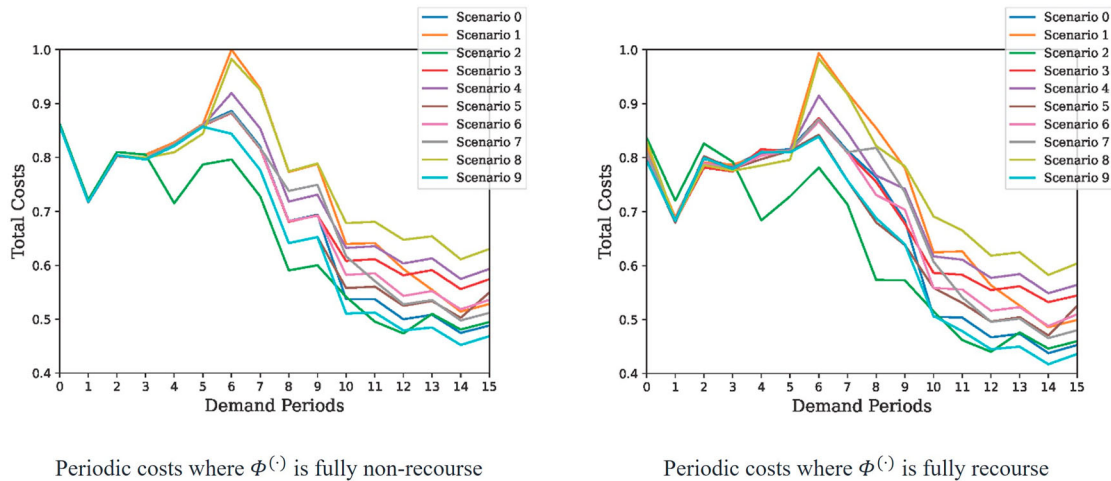 Scenario 0
Scenario 1
Scenario 2
Scenario 3
Scenario 4
Scenario 5
Scenario 6
Scenario 7
Scenario 8
Scenario 9
1.0
0.9
0.8
0.7
0.6
0.5
0.4
Total Costs
0 1 2 3 4 5 6 7 8 9 10 11 12 13 14 15
Demand Periods
Periodic costs where Φ(·) is fully non-recourse
Scenario 0
Scenario 1
Scenario 2
Scenario 3
Scenario 4
Scenario 5
Scenario 6
Scenario 7
Scenario 8
Scenario 9
1.0
0.9
0.8
0.7
0.6
0.5
0.4
Total Costs
0 1 2 3 4 5 6 7 8 9 10 11 12 13 14 15
Demand Periods
Periodic costs where Φ(·) is fully recourse